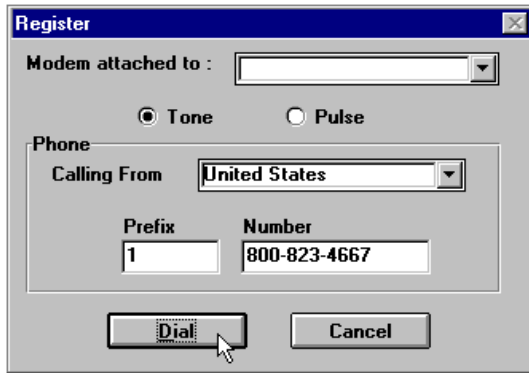 Register
Modem attached to :
Tone Pulse
Phone
Calling From United States
Prefix Number
1 800-823-4667
Dial Cancel